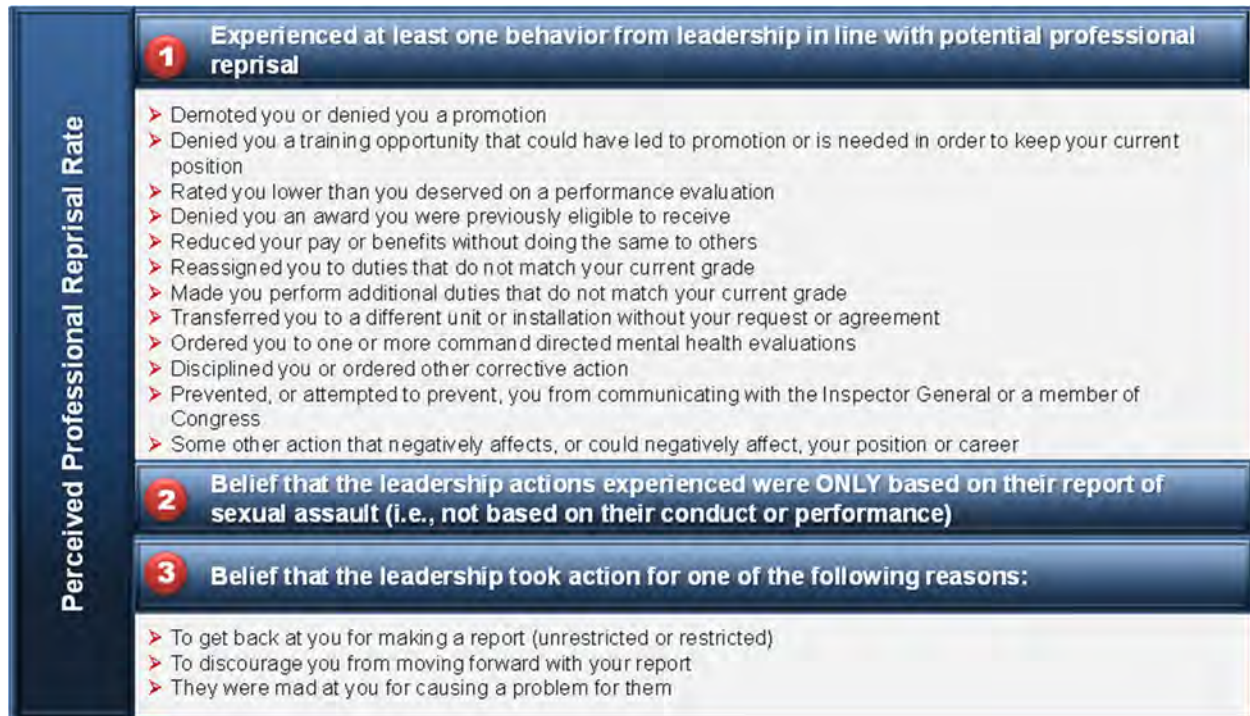 Perceived Professional Reprisal Rate
1
Experienced at least one behavior from leadership in line with potential professional
reprisal
➤ Demoted you or denied you a promotion
➤ Denied you a training opportunity that could have led to promotion or is needed in order to keep your current
position
➤ Rated you lower than you deserved on a performance evaluation
➤ Denied you an award you were previously eligible to receive
➤ Reduced your pay or benefits without doing the same to others
➤ Reassigned you to duties that do not match your current grade
➤ Made you perform additional duties that do not match your current grade
➤ Transferred you to a different unit or installation without your request or agreement
➤ Ordered you to one or more command directed mental health evaluations
➤ Disciplined you or ordered other corrective action
➤ Prevented, or attempted to prevent, you from communicating with the Inspector General or a member of
Congress
➤ Some other action that negatively affects, or could negatively affect, your position or career
2
Belief that the leadership actions experienced were ONLY based on their report of
sexual assault (i.e., not based on their conduct or performance)
3
Belief that the leadership took action for one of the following reasons:
➤ To get back at you for making a report (unrestricted or restricted)
➤ To discourage you from moving forward with your report
➤ They were mad at you for causing a problem for them